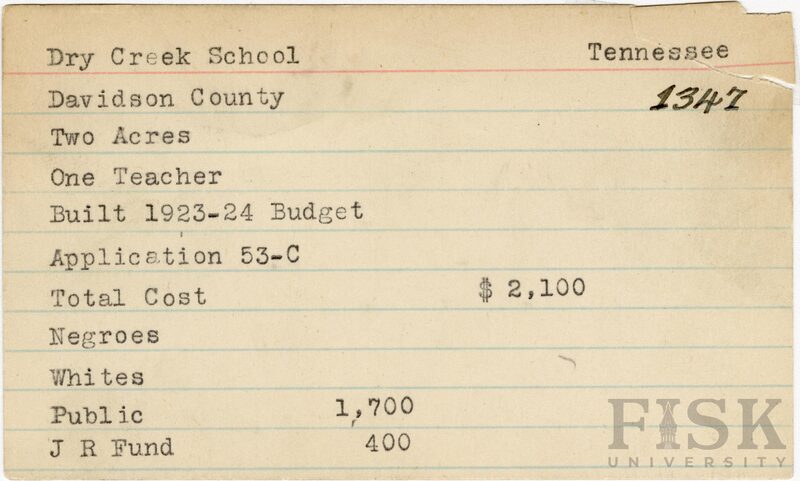 Dry Creek School Tennessee
Davidson County 1347
Two Acres
One Teacher
Built 1923-24 Budget
Application 53-C
Total Cost $ 2,100
Negroes
Whites
Public 1,700
J R Fund 400
FISK
UNIVERSITY